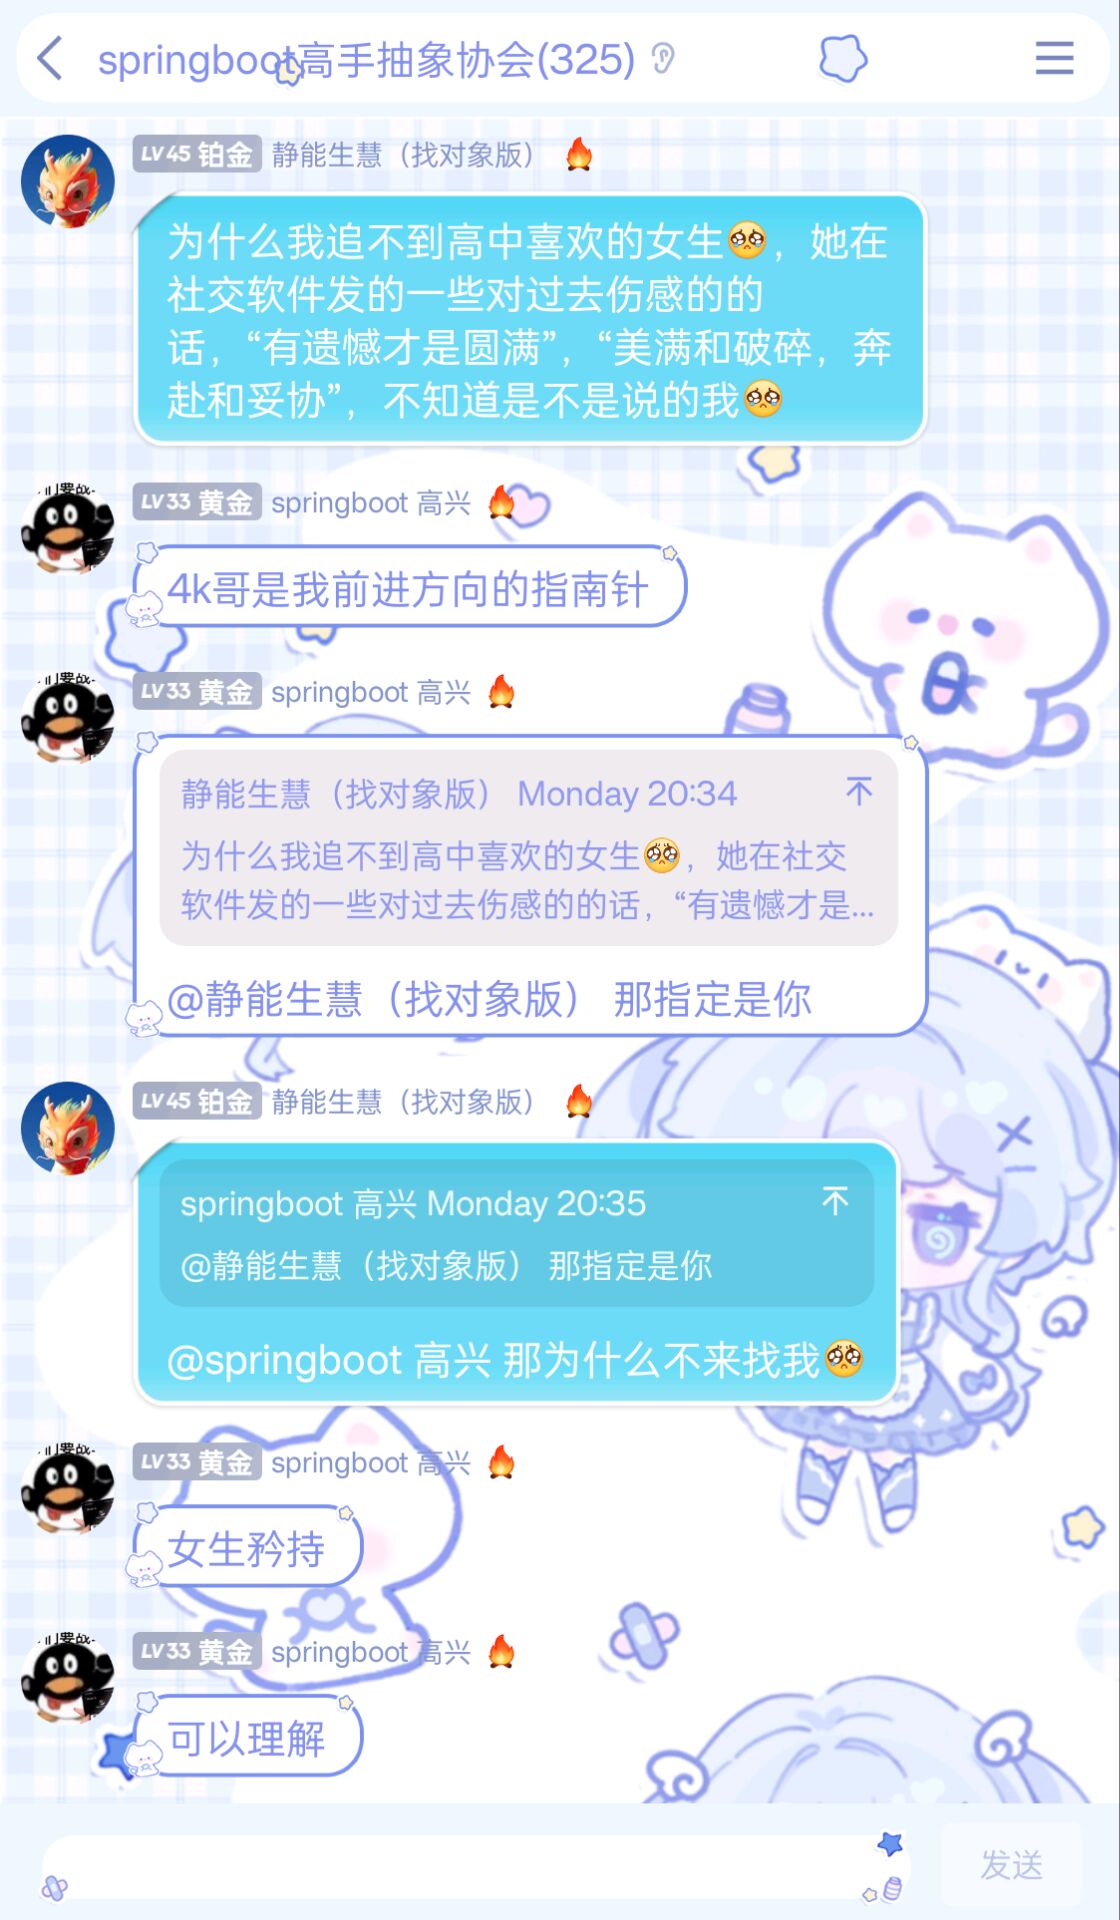 springboot高手抽象协会(325)
LV45 铂金 静能生慧（找对象版）
为什么我追不到高中喜欢的女生🥺，她在
社交软件发的一些对过去伤感的的
话，“有遗憾才是圆满”，“美满和破碎，奔
赴和妥协”，不知道是不是说的我🥺
LV33 黄金 springboot 高兴
4k哥是我前进方向的指南针
LV33 黄金 springboot 高兴
静能生慧（找对象版） Monday 20:34
为什么我追不到高中喜欢的女生🥺，她在社交
软件发的一些对过去伤感的的话，“有遗憾才是...
@静能生慧（找对象版） 那指定是你
LV45 铂金 静能生慧（找对象版）
springboot 高兴 Monday 20:35
@静能生慧（找对象版） 那指定是你
@springboot 高兴 那为什么不来找我🥺
LV33 黄金 springboot 高兴
女生矜持
LV33 黄金 springboot 高兴
可以理解
发送